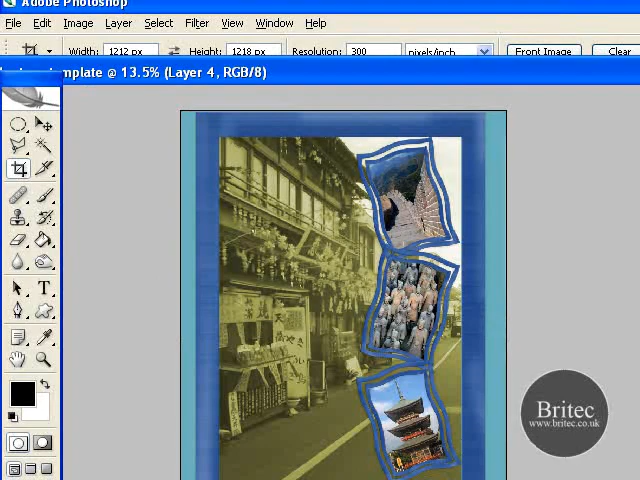 Adobe Photoshop
File Edit Image Layer Select Filter View Window Help
Width: 1212 px Height: 1218 px Resolution: 300 pixels/inch Front Image Clear
mplate @ 13.5% (Layer 4, RGB/8)
T
Britec
www.britec.co.uk